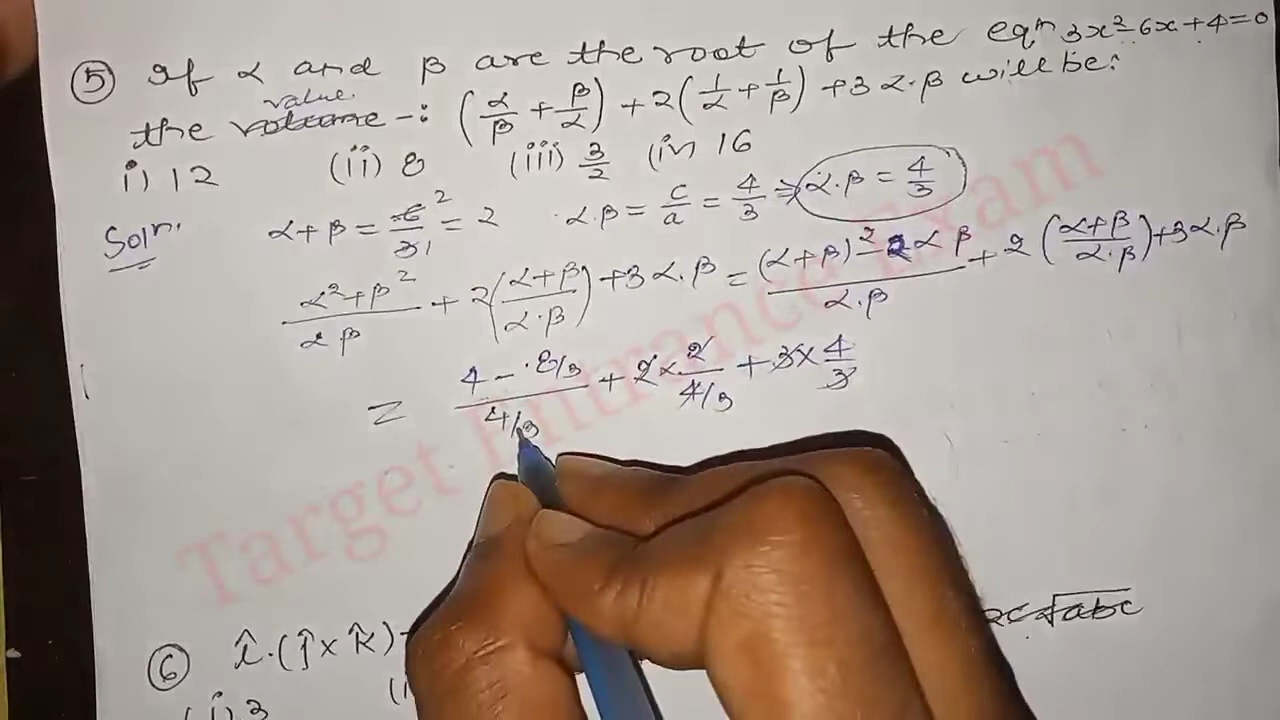 ⑤ If α and β are the root of the eqⁿ 3x²-6x+4=0
the value -: (α/β + β/α) + 2(1/α + 1/β) + 3α.β will be:
i) 12 (ii) 8 (iii) 3/2 (iv) 16
Solⁿ. α+β = 6/3 = 2 α.β = c/a = 4/3 ⇒ α.β = 4/3
(α²+β²)/(αβ) + 2((α+β)/(α.β)) + 3α.β = ((α+β)²-2αβ)/(α.β) + 2((α+β)/(α.β)) + 3α.β
= (4-8/3)/(4/3) + 2×2/(4/3) + 3×4/3
Target Entrance Exam
⑥ î.(ĵ×k̂)
√abc
(i) 3